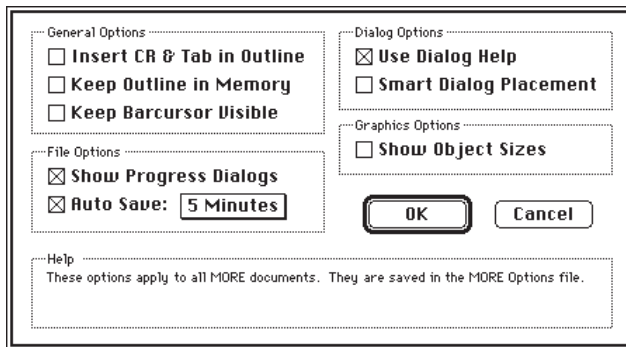 General Options
Insert CR & Tab in Outline
Keep Outline in Memory
Keep Barcursor Visible
File Options
Show Progress Dialogs
Auto Save: 5 Minutes
Dialog Options
Use Dialog Help
Smart Dialog Placement
Graphics Options
Show Object Sizes
OK
Cancel
Help
These options apply to all MORE documents.  They are saved in the MORE Options file.